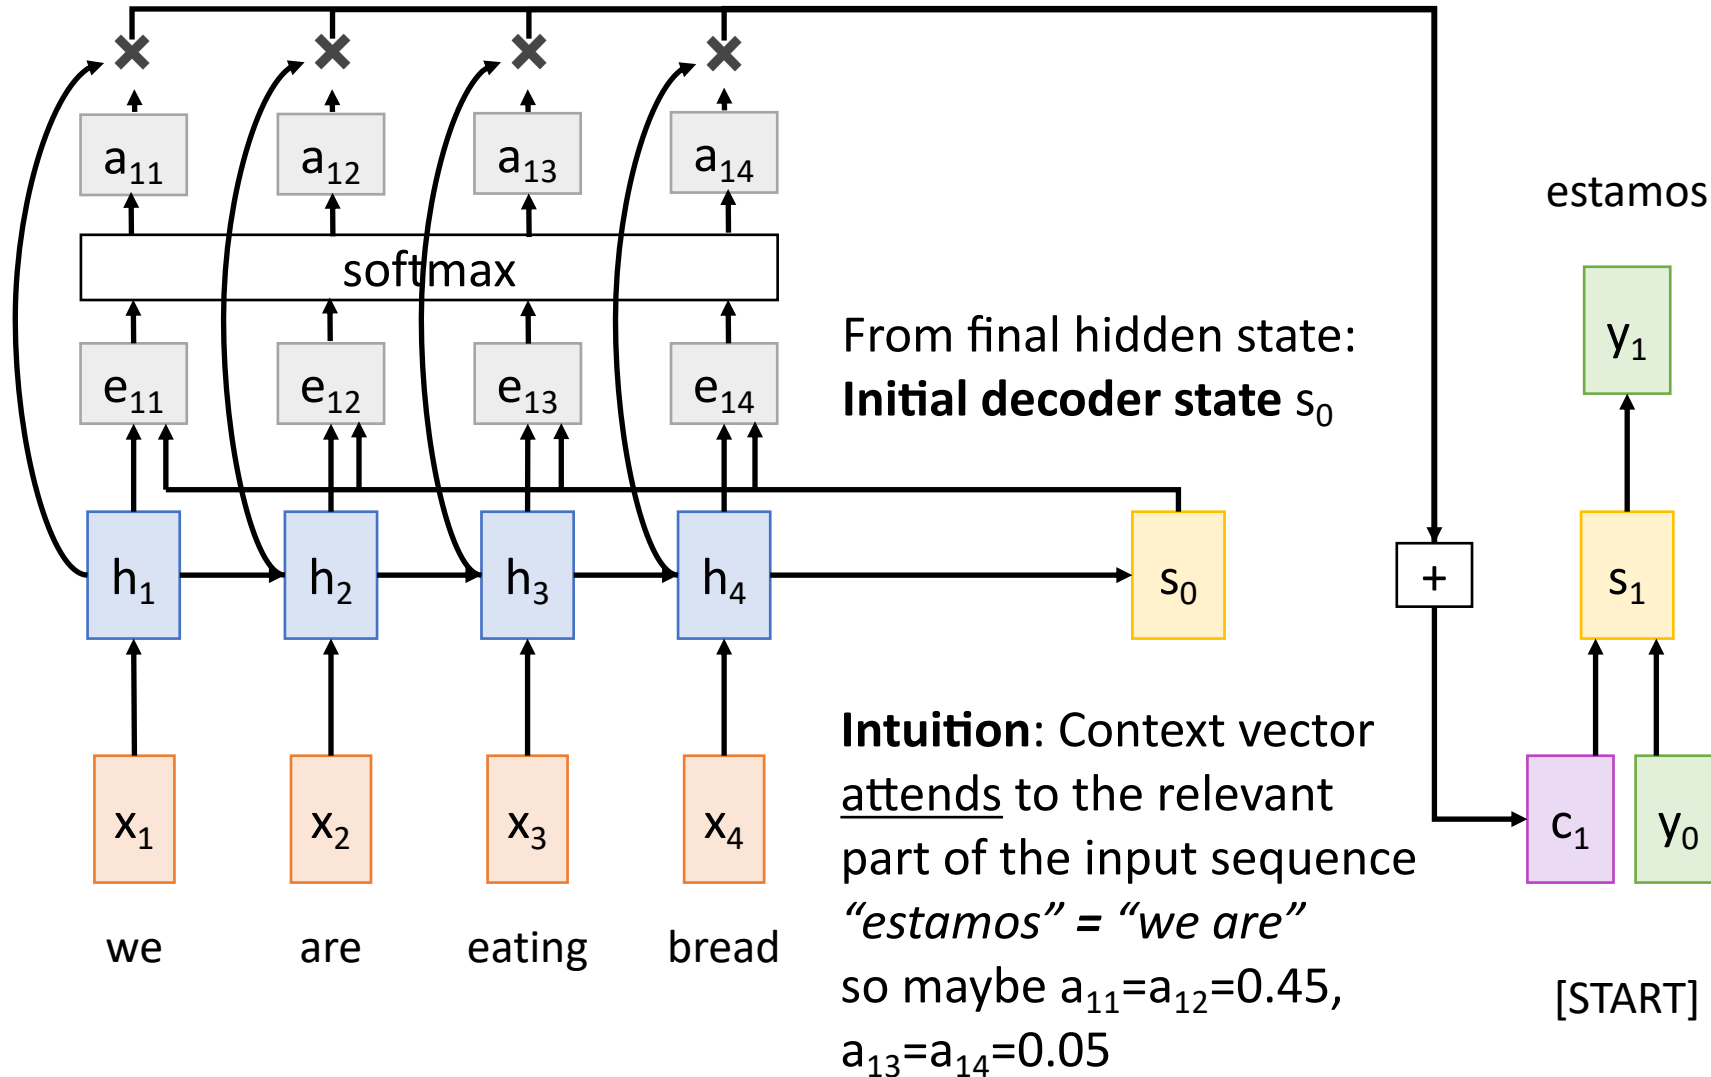 a₁₁ a₁₂ a₁₃ a₁₄
estamos
softmax
y₁
From final hidden state:
Initial decoder state s₀
e₁₁ e₁₂ e₁₃ e₁₄
h₁ h₂ h₃ h₄ s₀ + s₁
Intuition: Context vector
attends to the relevant
part of the input sequence
“estamos” = “we are”
so maybe a₁₁=a₁₂=0.45,
a₁₃=a₁₄=0.05
x₁ x₂ x₃ x₄ c₁ y₀
we are eating bread
[START]